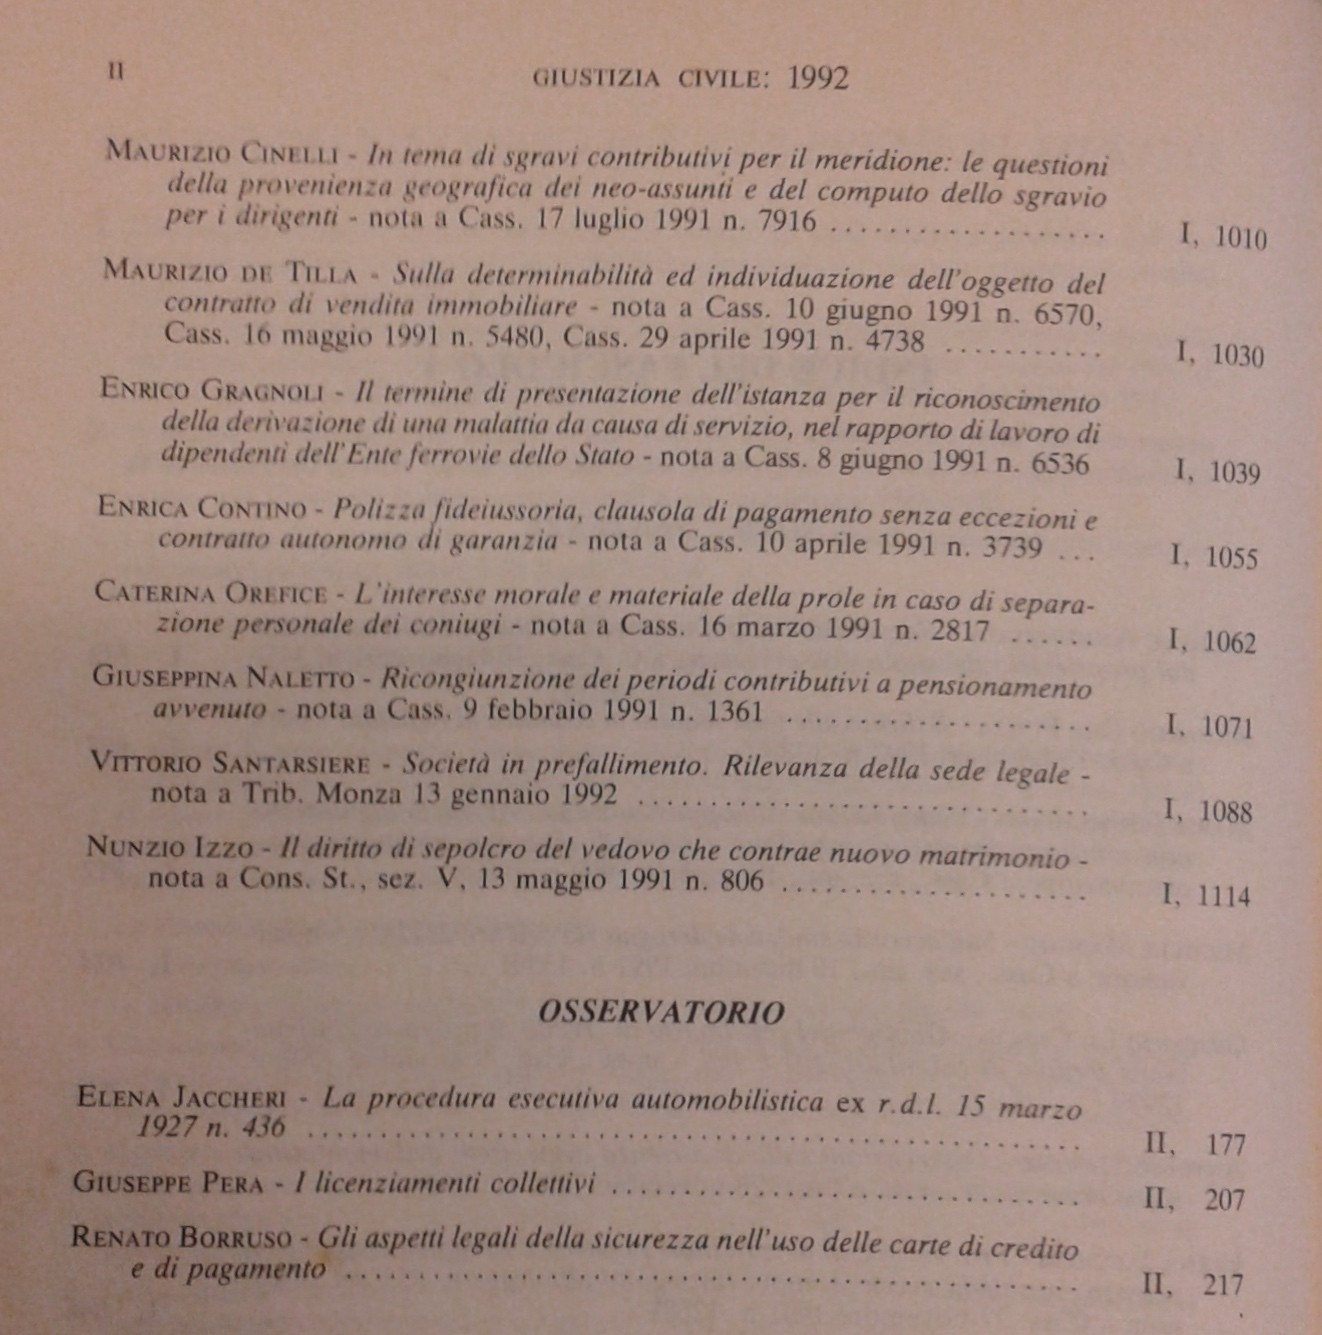 II
GIUSTIZIA CIVILE: 1992
MAURIZIO CINELLI - In tema di sgravi contributivi per il meridione: le questioni
della provenienza geografica dei neo-assunti e del computo dello sgravio
per i dirigenti - nota a Cass. 17 luglio 1991 n. 7916 ................... I, 1010
MAURIZIO DE TILLA - Sulla determinabilità ed individuazione dell'oggetto del
contratto di vendita immobiliare - nota a Cass. 10 giugno 1991 n. 6570,
Cass. 16 maggio 1991 n. 5480, Cass. 29 aprile 1991 n. 4738 ........... I, 1030
ENRICO GRAGNOLI - Il termine di presentazione dell'istanza per il riconoscimento
della derivazione di una malattia da causa di servizio, nel rapporto di lavoro di
dipendenti dell'Ente ferrovie dello Stato - nota a Cass. 8 giugno 1991 n. 6536 I, 1039
ENRICA CONTINO - Polizza fideiussoria, clausola di pagamento senza eccezioni e
contratto autonomo di garanzia - nota a Cass. 10 aprile 1991 n. 3739 ... I, 1055
CATERINA OREFICE - L'interesse morale e materiale della prole in caso di separa-
zione personale dei coniugi - nota a Cass. 16 marzo 1991 n. 2817 ...... I, 1062
GIUSEPPINA NALETTO - Ricongiunzione dei periodi contributivi a pensionamento
avvenuto - nota a Cass. 9 febbraio 1991 n. 1361 ..................... I, 1071
VITTORIO SANTARSIERE - Società in prefallimento. Rilevanza della sede legale -
nota a Trib. Monza 13 gennaio 1992 ............................... I, 1088
NUNZIO IZZO - Il diritto di sepolcro del vedovo che contrae nuovo matrimonio -
nota a Cons. St., sez. V, 13 maggio 1991 n. 806 ..................... I, 1114
OSSERVATORIO
ELENA JACCHERI - La procedura esecutiva automobilistica ex r.d.l. 15 marzo
1927 n. 436 ..................................................... II, 177
GIUSEPPE PERA - I licenziamenti collettivi ................................ II, 207
RENATO BORRUSO - Gli aspetti legali della sicurezza nell'uso delle carte di credito
e di pagamento .................................................. II, 217